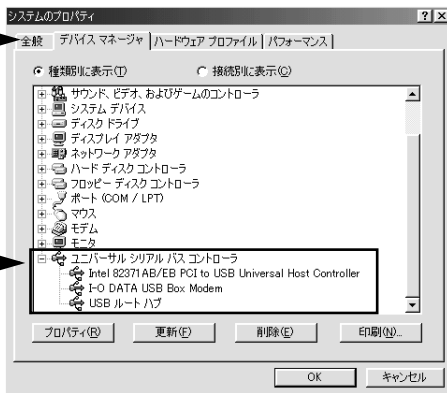 システムのプロパティ
全般 デバイス マネージャ ハードウェア プロファイル パフォーマンス
種類別に表示(T) 接続別に表示(C)
サウンド、ビデオ、およびゲームのコントローラ
システム デバイス
ディスク ドライブ
ディスプレイ アダプタ
ネットワーク アダプタ
ハード ディスク コントローラ
フロッピー ディスク コントローラ
ポート (COM / LPT)
マウス
モデム
モニタ
ユニバーサル シリアル バス コントローラ
Intel 82371AB/EB PCI to USB Universal Host Controller
I-O DATA USB Box Modem
USB ルート ハブ
プロパティ(R) 更新(F) 削除(E) 印刷(N)...
OK キャンセル